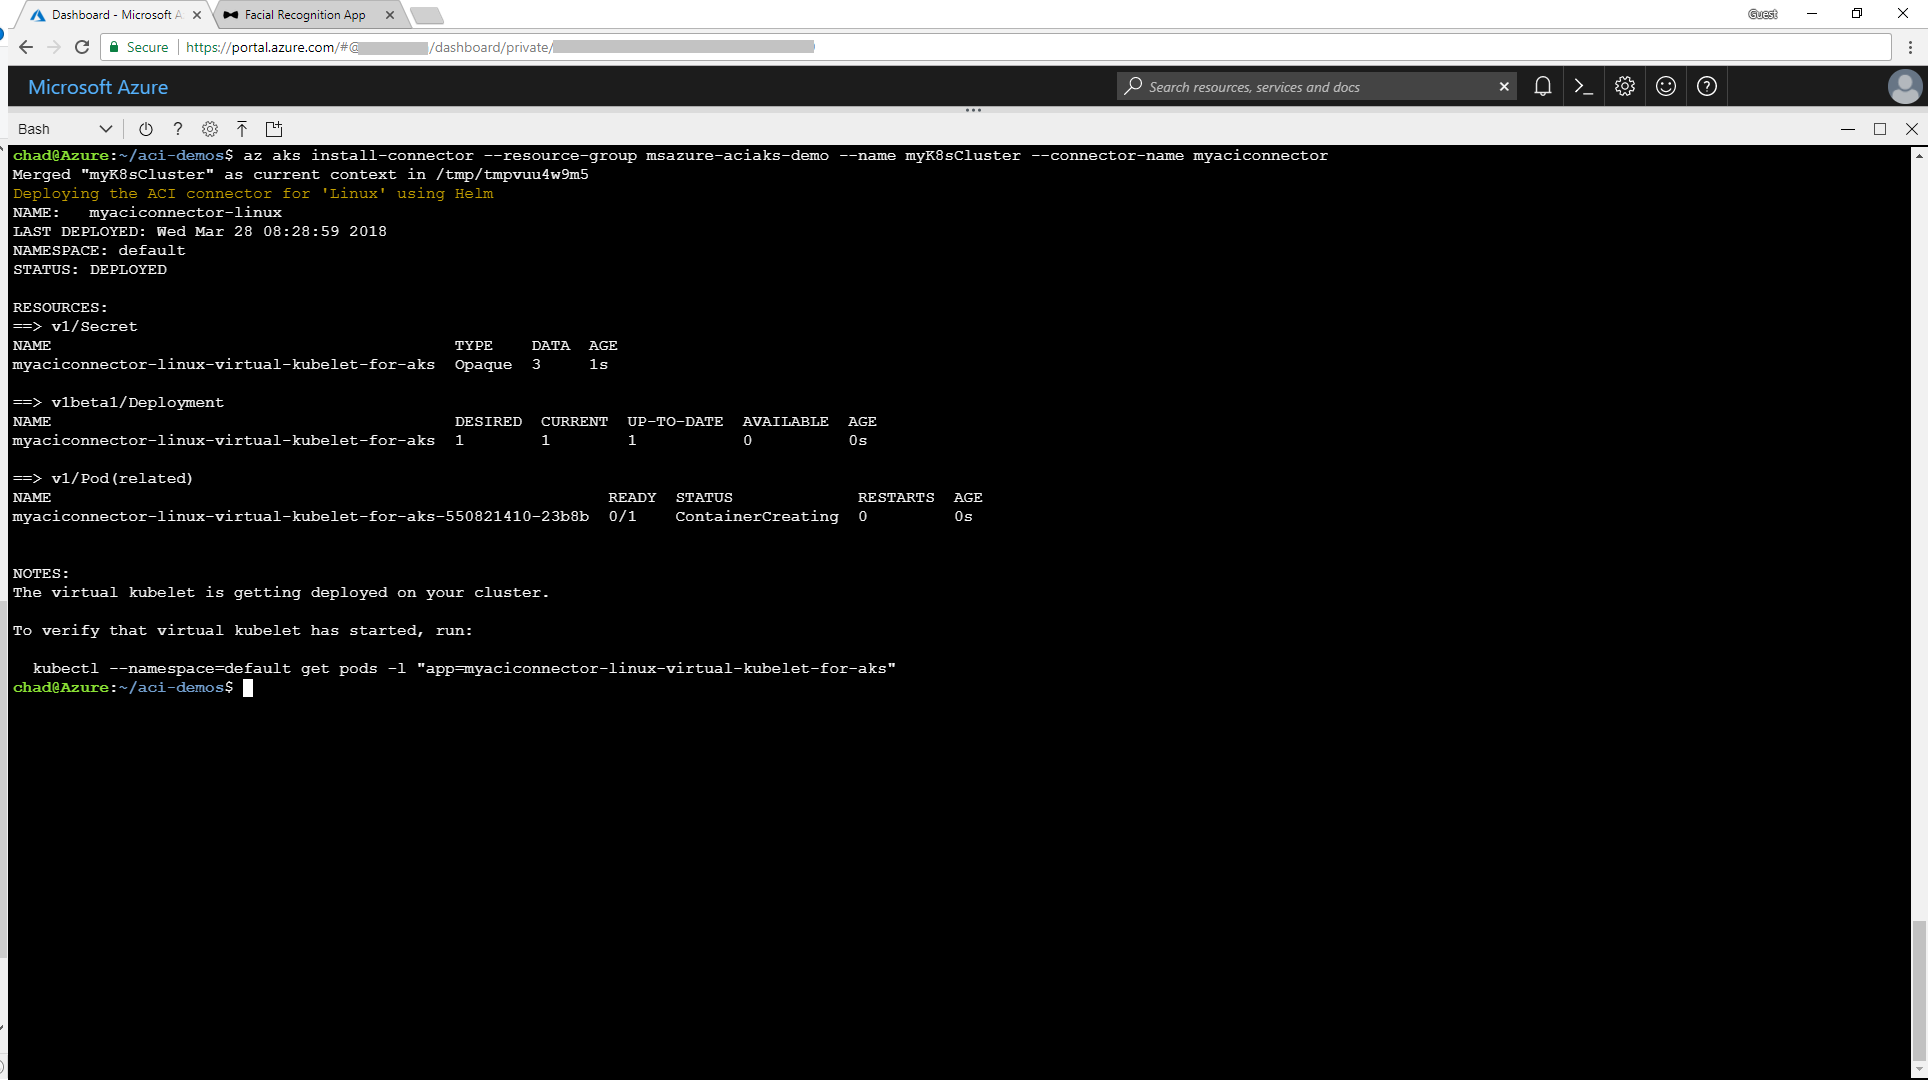 Dashboard - Microsoft A
Facial Recognition App
Guest
Secure
https://portal.azure.com/#@
/dashboard/private/
Microsoft Azure
Search resources, services and docs
Bash
chad@Azure:~/aci-demos$ az aks install-connector --resource-group msazure-aciaks-demo --name myK8sCluster --connector-name myaciconnector
Merged "myK8sCluster" as current context in /tmp/tmpvuu4w9m5
Deploying the ACI connector for 'Linux' using Helm
NAME:   myaciconnector-linux
LAST DEPLOYED: Wed Mar 28 08:28:59 2018
NAMESPACE: default
STATUS: DEPLOYED
RESOURCES:
==> v1/Secret
NAME                                          TYPE    DATA  AGE
myaciconnector-linux-virtual-kubelet-for-aks  Opaque  3     1s
==> v1beta1/Deployment
NAME                                          DESIRED  CURRENT  UP-TO-DATE  AVAILABLE  AGE
myaciconnector-linux-virtual-kubelet-for-aks  1        1        1           0          0s
==> v1/Pod(related)
NAME                                                          READY  STATUS             RESTARTS  AGE
myaciconnector-linux-virtual-kubelet-for-aks-550821410-23b8b  0/1    ContainerCreating  0         0s
NOTES:
The virtual kubelet is getting deployed on your cluster.
To verify that virtual kubelet has started, run:
  kubectl --namespace=default get pods -l "app=myaciconnector-linux-virtual-kubelet-for-aks"
chad@Azure:~/aci-demos$